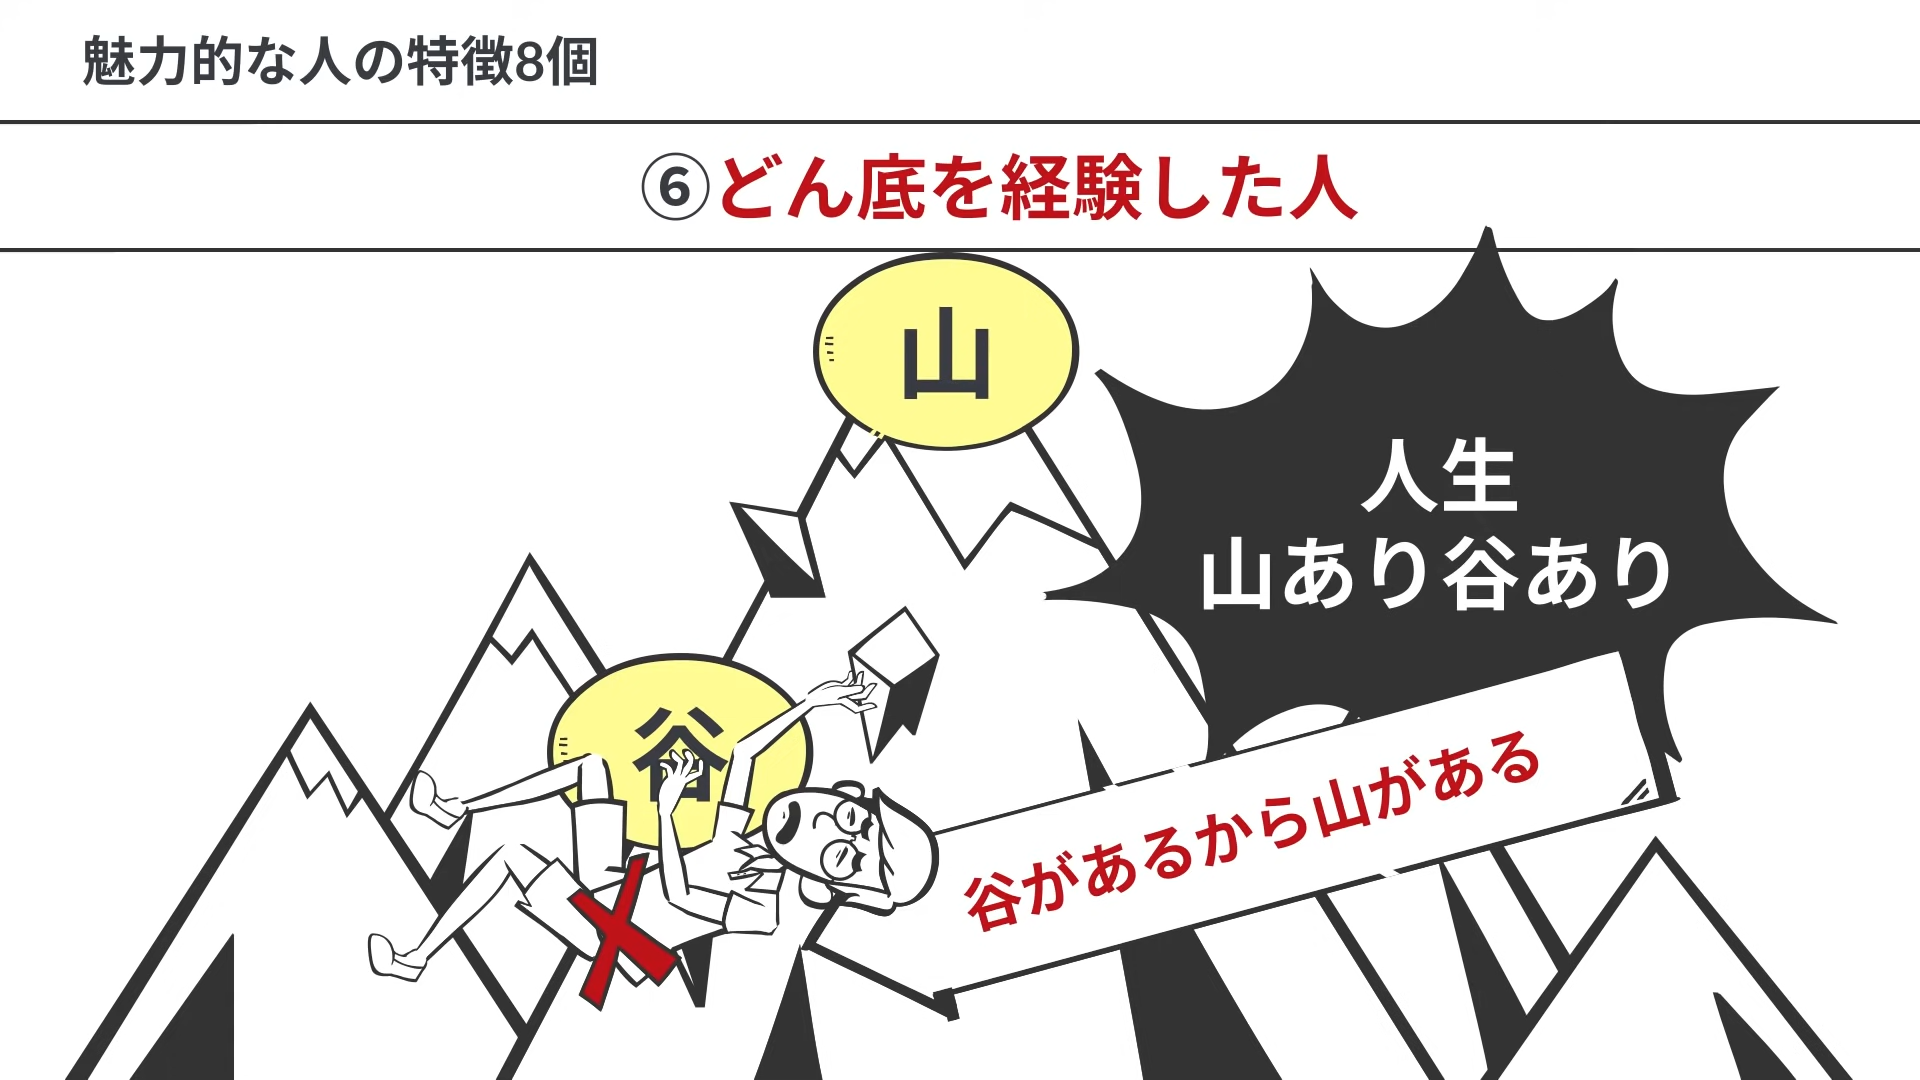 魅力的な人の特徴8個
⑥どん底を経験した人
山
人生
山あり谷あり
谷
谷があるから山がある